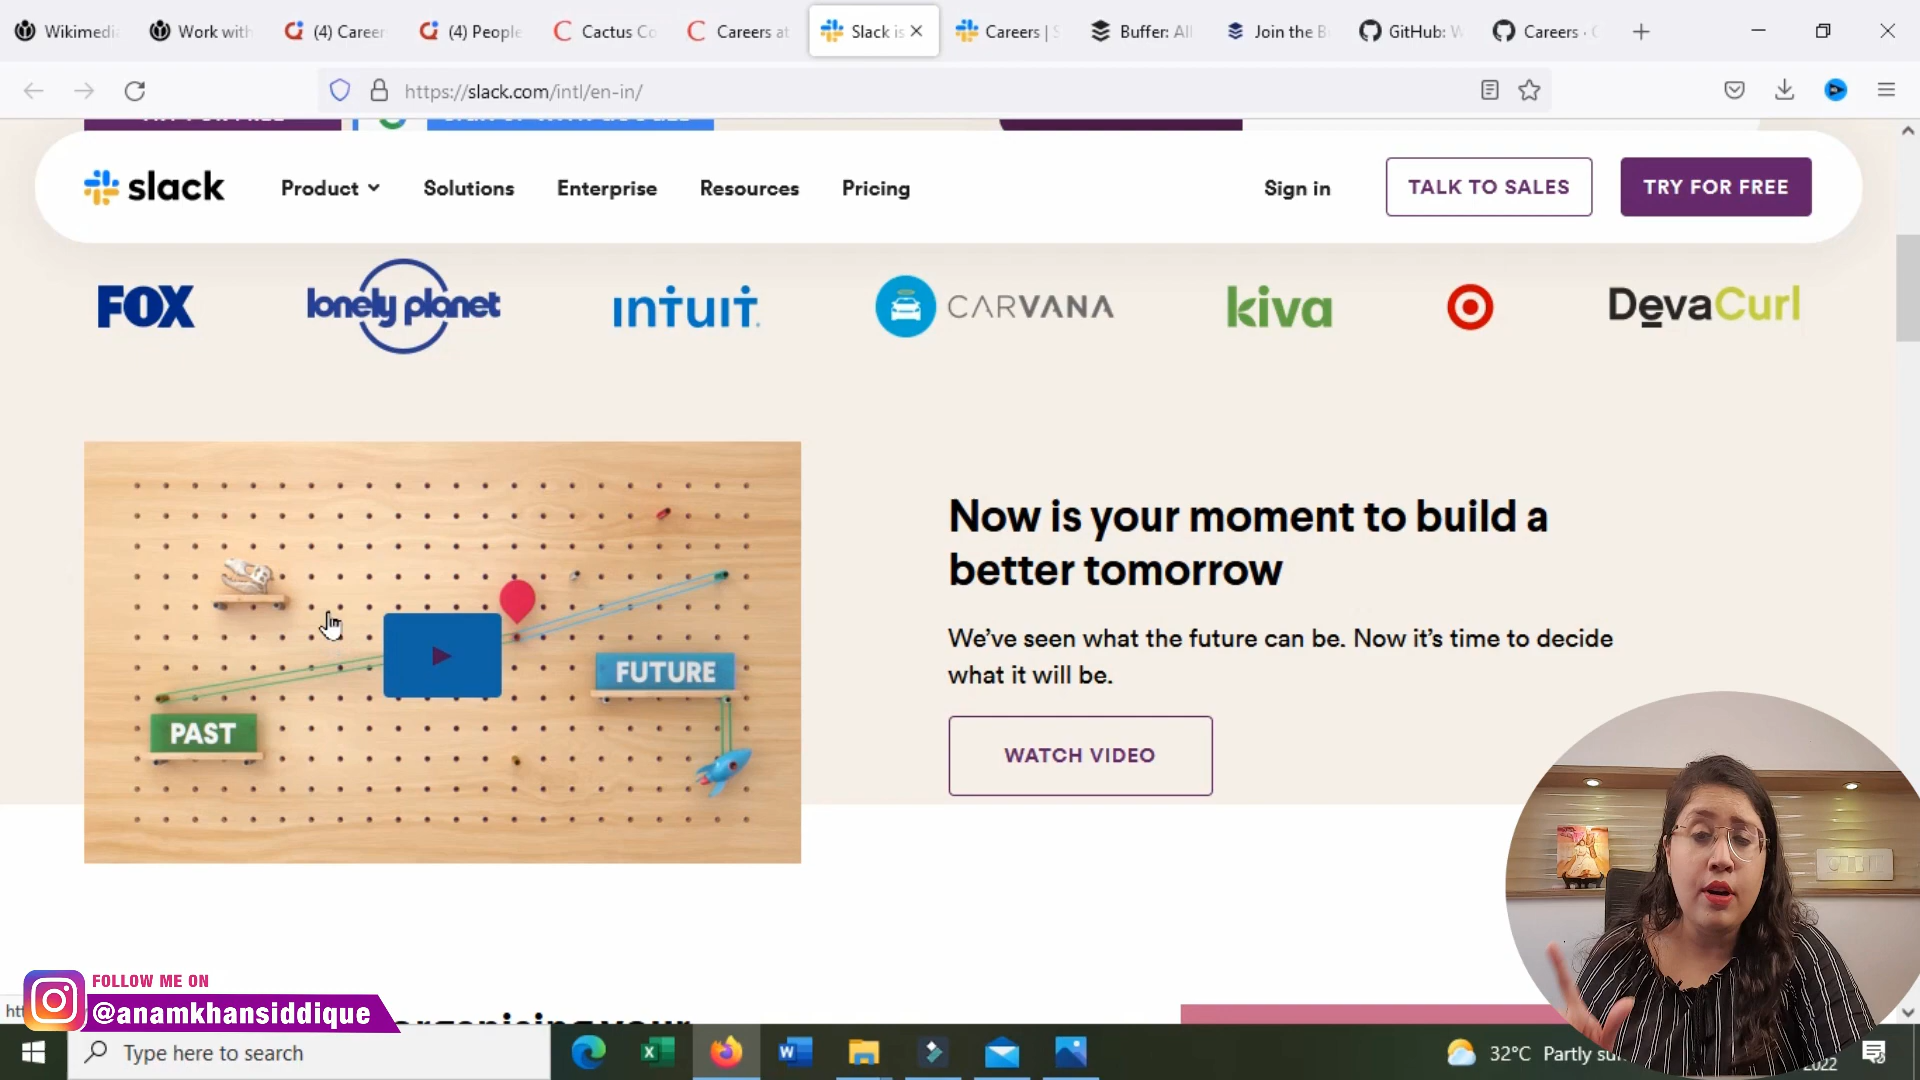 Wikimedi
Work with
(4) Career
(4) People
Cactus Co
Careers at
Slack is
Careers | S
Buffer: All
Join the B
GitHub: W
Careers ·
https://slack.com/intl/en-in/
slack
Product
Solutions
Enterprise
Resources
Pricing
Sign in
TALK TO SALES
TRY FOR FREE
FOX
lonely planet
intuit
CARVANA
kiva
DevaCurl
PAST
FUTURE
Now is your moment to build a
better tomorrow
We've seen what the future can be. Now it's time to decide
what it will be.
WATCH VIDEO
FOLLOW ME ON
@anamkhansiddique
Type here to search
32°C Partly su
2022